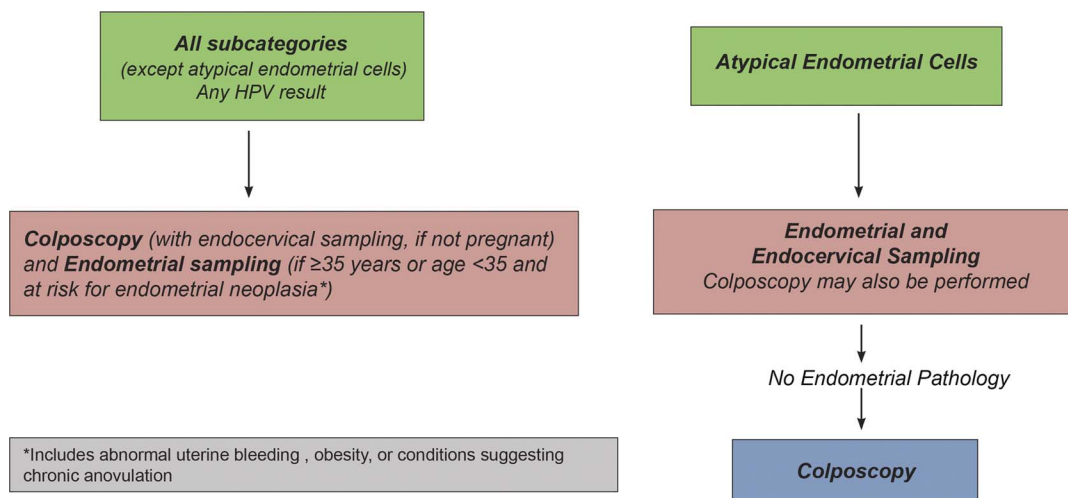 All subcategories
(except atypical endometrial cells)
Any HPV result
Colposcopy (with endocervical sampling, if not pregnant)
and Endometrial sampling (if ≥35 years or age <35 and
at risk for endometrial neoplasia*)
*Includes abnormal uterine bleeding , obesity, or conditions suggesting
chronic anovulation
Atypical Endometrial Cells
Endometrial and
Endocervical Sampling
Colposcopy may also be performed
No Endometrial Pathology
Colposcopy